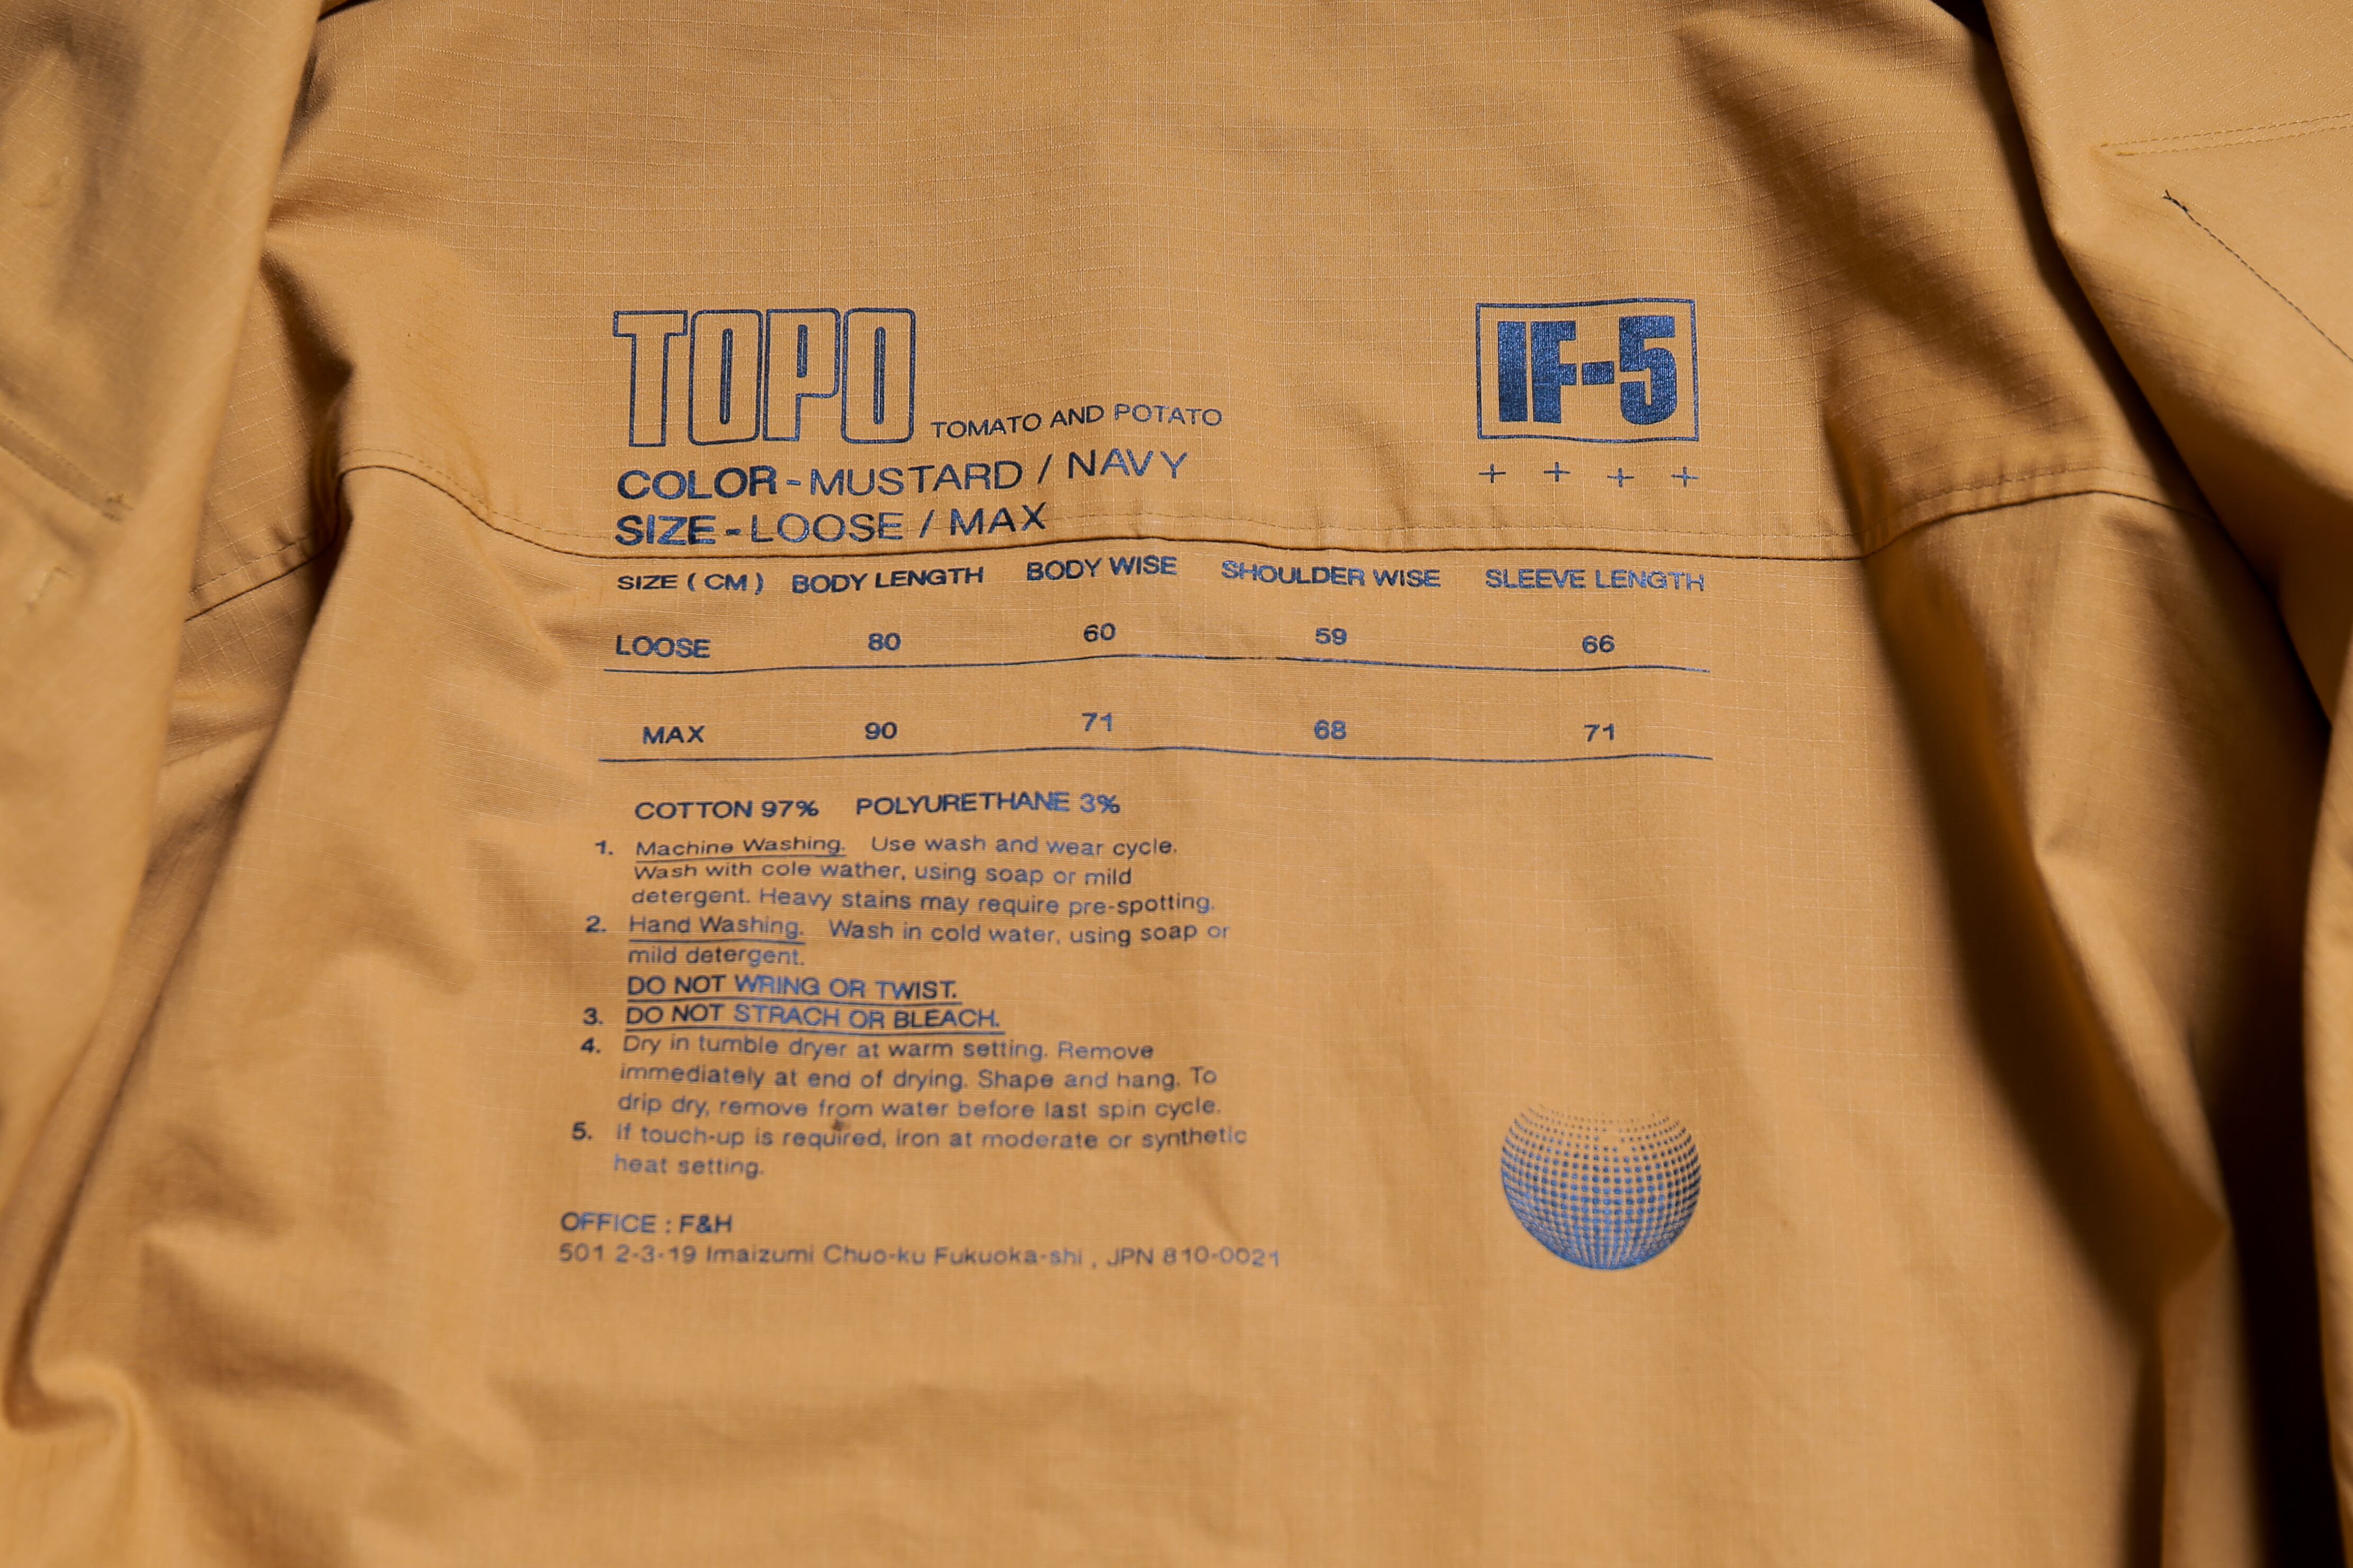 TOPO TOMATO AND POTATO
IF-5
COLOR - MUSTARD / NAVY
+ + + +
SIZE - LOOSE / MAX
SIZE ( CM ) BODY LENGTH BODY WISE SHOULDER WISE SLEEVE LENGTH
LOOSE 80 60 59 66
MAX 90 71 68 71
COTTON 97% POLYURETHANE 3%
1. Machine Washing. Use wash and wear cycle.
Wash with cole wather, using soap or mild
detergent. Heavy stains may require pre-spotting.
2. Hand Washing. Wash in cold water, using soap or
mild detergent.
DO NOT WRING OR TWIST.
3. DO NOT STRACH OR BLEACH.
4. Dry in tumble dryer at warm setting. Remove
immediately at end of drying. Shape and hang. To
drip dry, remove from water before last spin cycle.
5. If touch-up is required, iron at moderate or synthetic
heat setting.
OFFICE : F&H
501 2-3-19 Imaizumi Chuo-ku Fukuoka-shi , JPN 810-0021